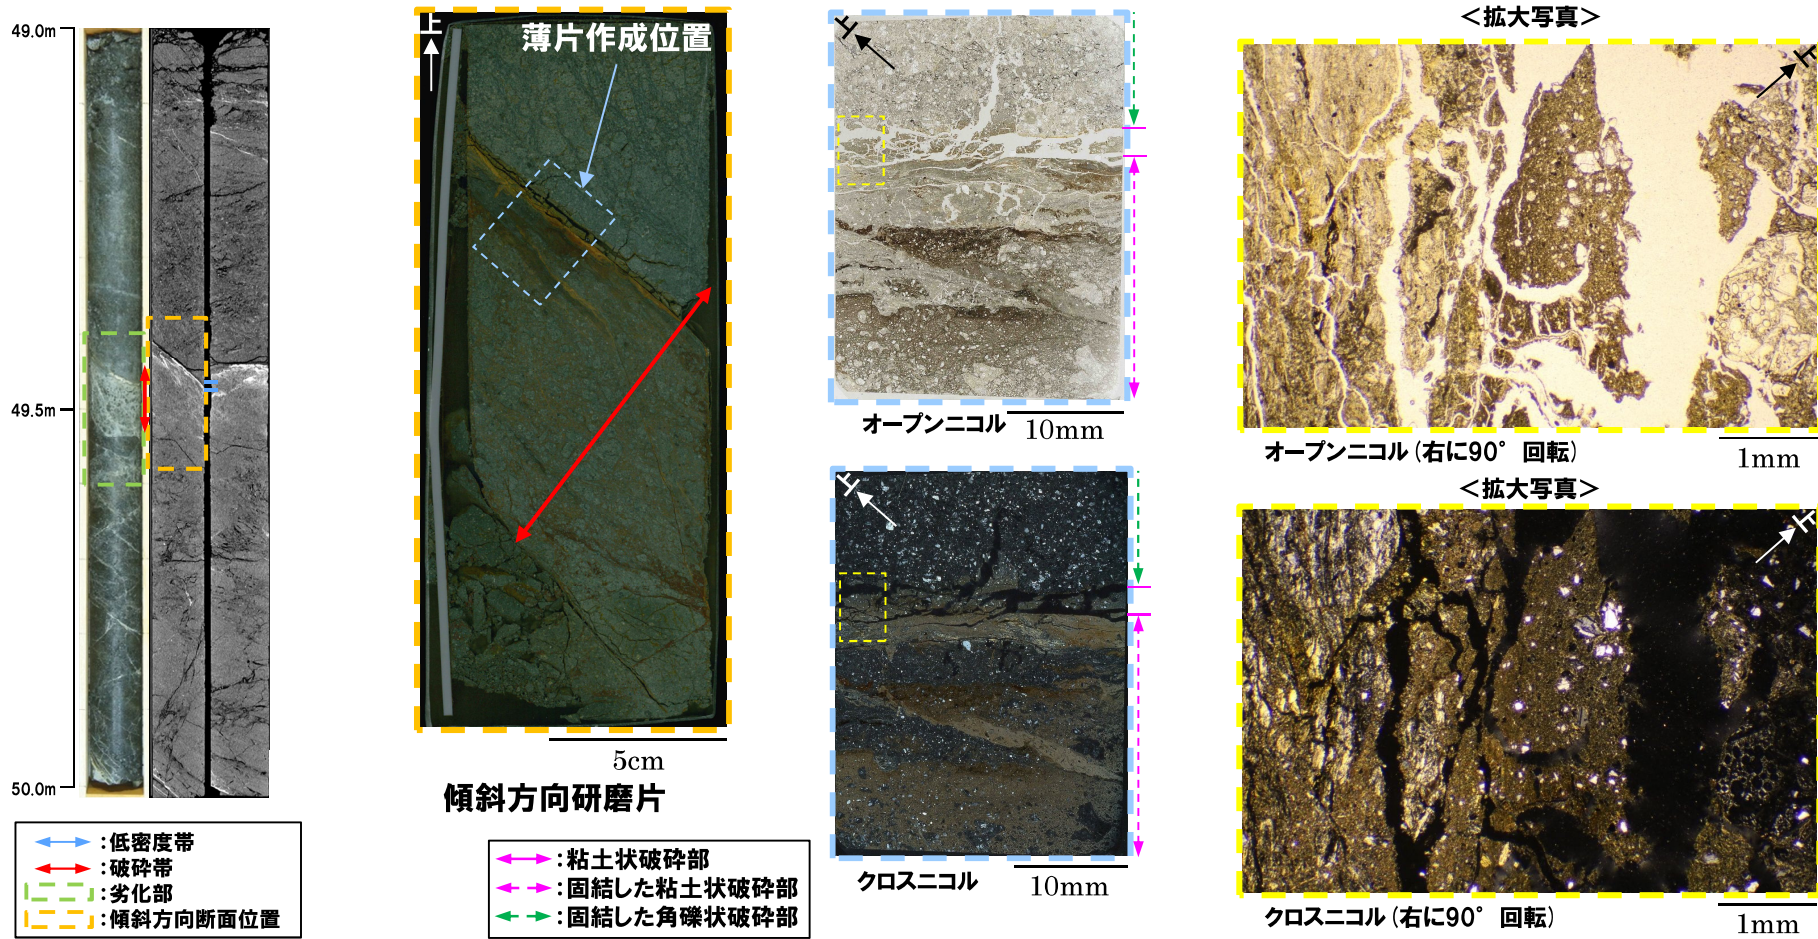 49.0m
49.5m
50.0m
:低密度帯
:破砕帯
:劣化部
:傾斜方向断面位置
上
薄片作成位置
5cm
傾斜方向研磨片
:粘土状破砕部
:固結した粘土状破砕部
:固結した角礫状破砕部
上
オープンニコル
10mm
上
クロスニコル
10mm
＜拡大写真＞
上
オープンニコル(右に90°回転)
1mm
＜拡大写真＞
上
クロスニコル(右に90°回転)
1mm